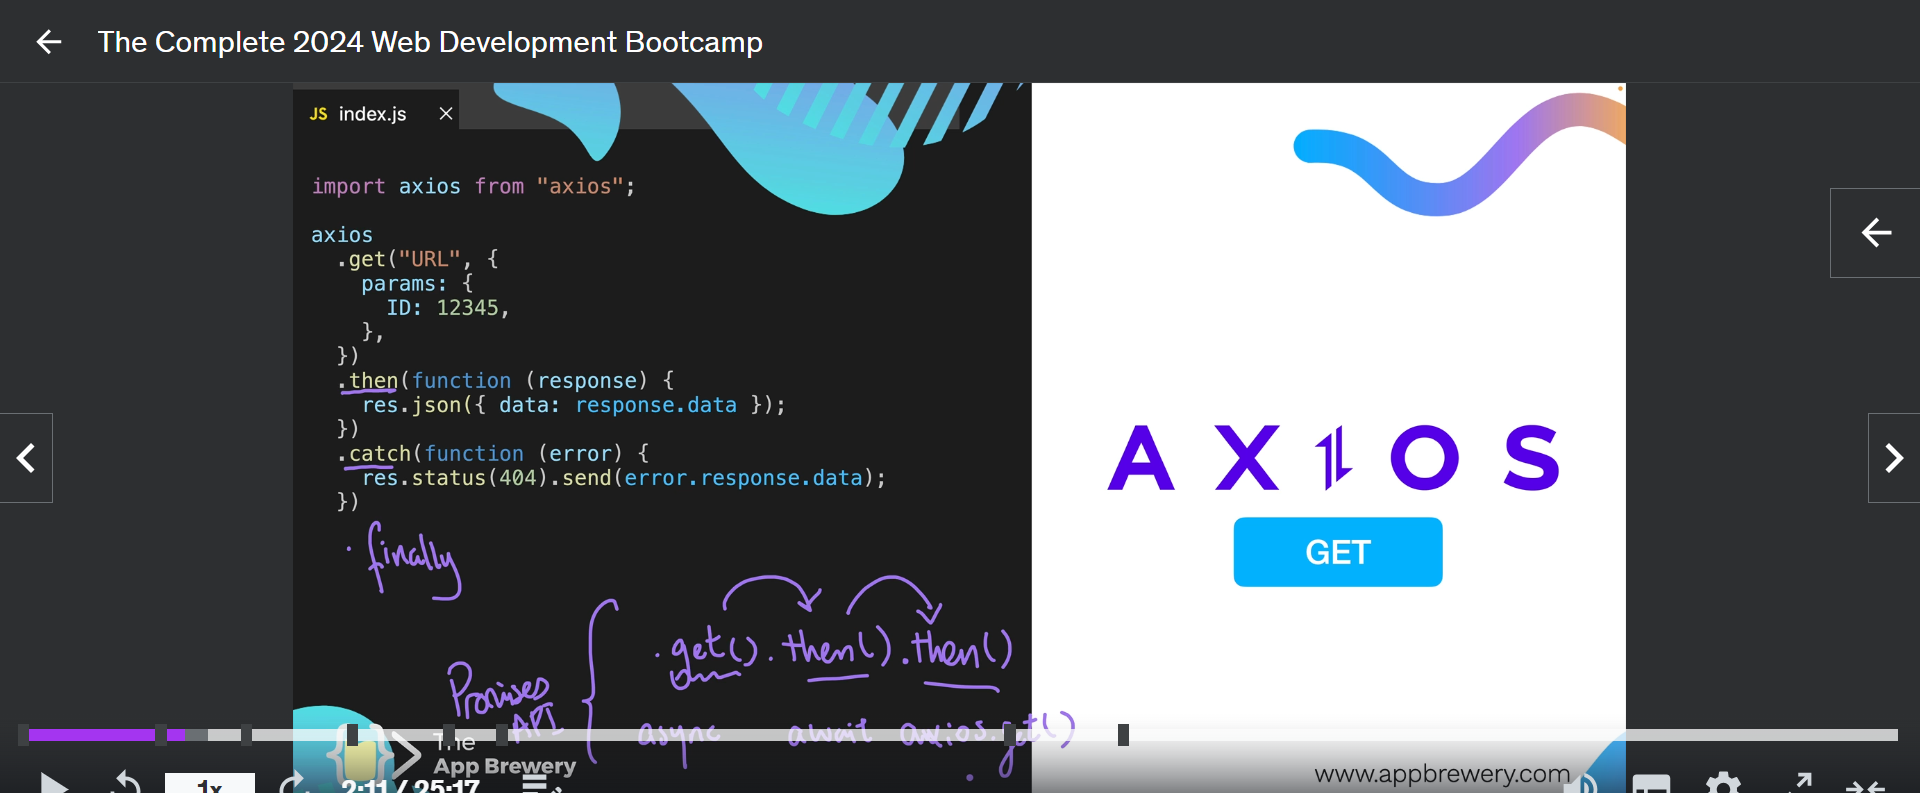 The Complete 2024 Web Development Bootcamp
JS index.js
import axios from "axios";
axios
.get("URL", {
params: {
ID: 12345,
},
})
.then(function (response) {
res.json({ data: response.data });
})
.catch(function (error) {
res.status(404).send(error.response.data);
})
.finally
.get().then().then()
Promises
API
async await axios.get()
The
App Brewery
AXIOS
GET
www.appbrewery.com
1x
2:11 / 25:17